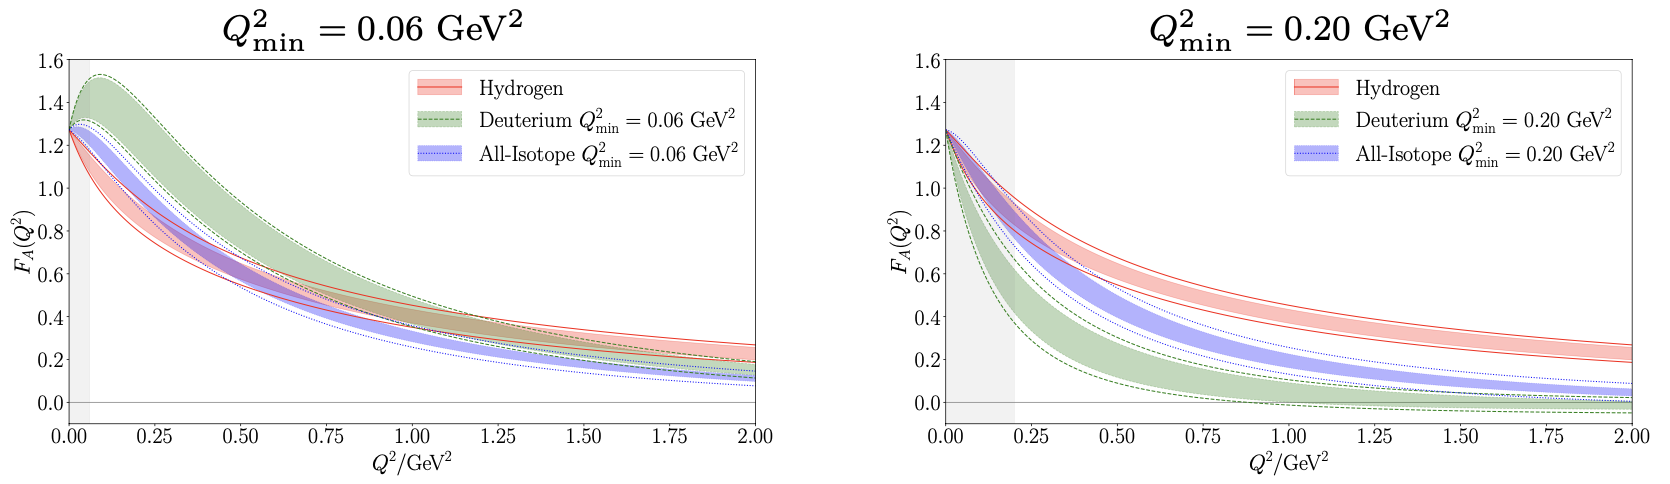 Q²min = 0.06 GeV²
1.6
1.4
1.2
1.0
0.8
0.6
0.4
0.2
0.0
F_A(Q²)
Hydrogen
Deuterium Q²min = 0.06 GeV²
All-Isotope Q²min = 0.06 GeV²
0.00 0.25 0.50 0.75 1.00 1.25 1.50 1.75 2.00
Q²/GeV²
Q²min = 0.20 GeV²
1.6
1.4
1.2
1.0
0.8
0.6
0.4
0.2
0.0
F_A(Q²)
Hydrogen
Deuterium Q²min = 0.20 GeV²
All-Isotope Q²min = 0.20 GeV²
0.00 0.25 0.50 0.75 1.00 1.25 1.50 1.75 2.00
Q²/GeV²